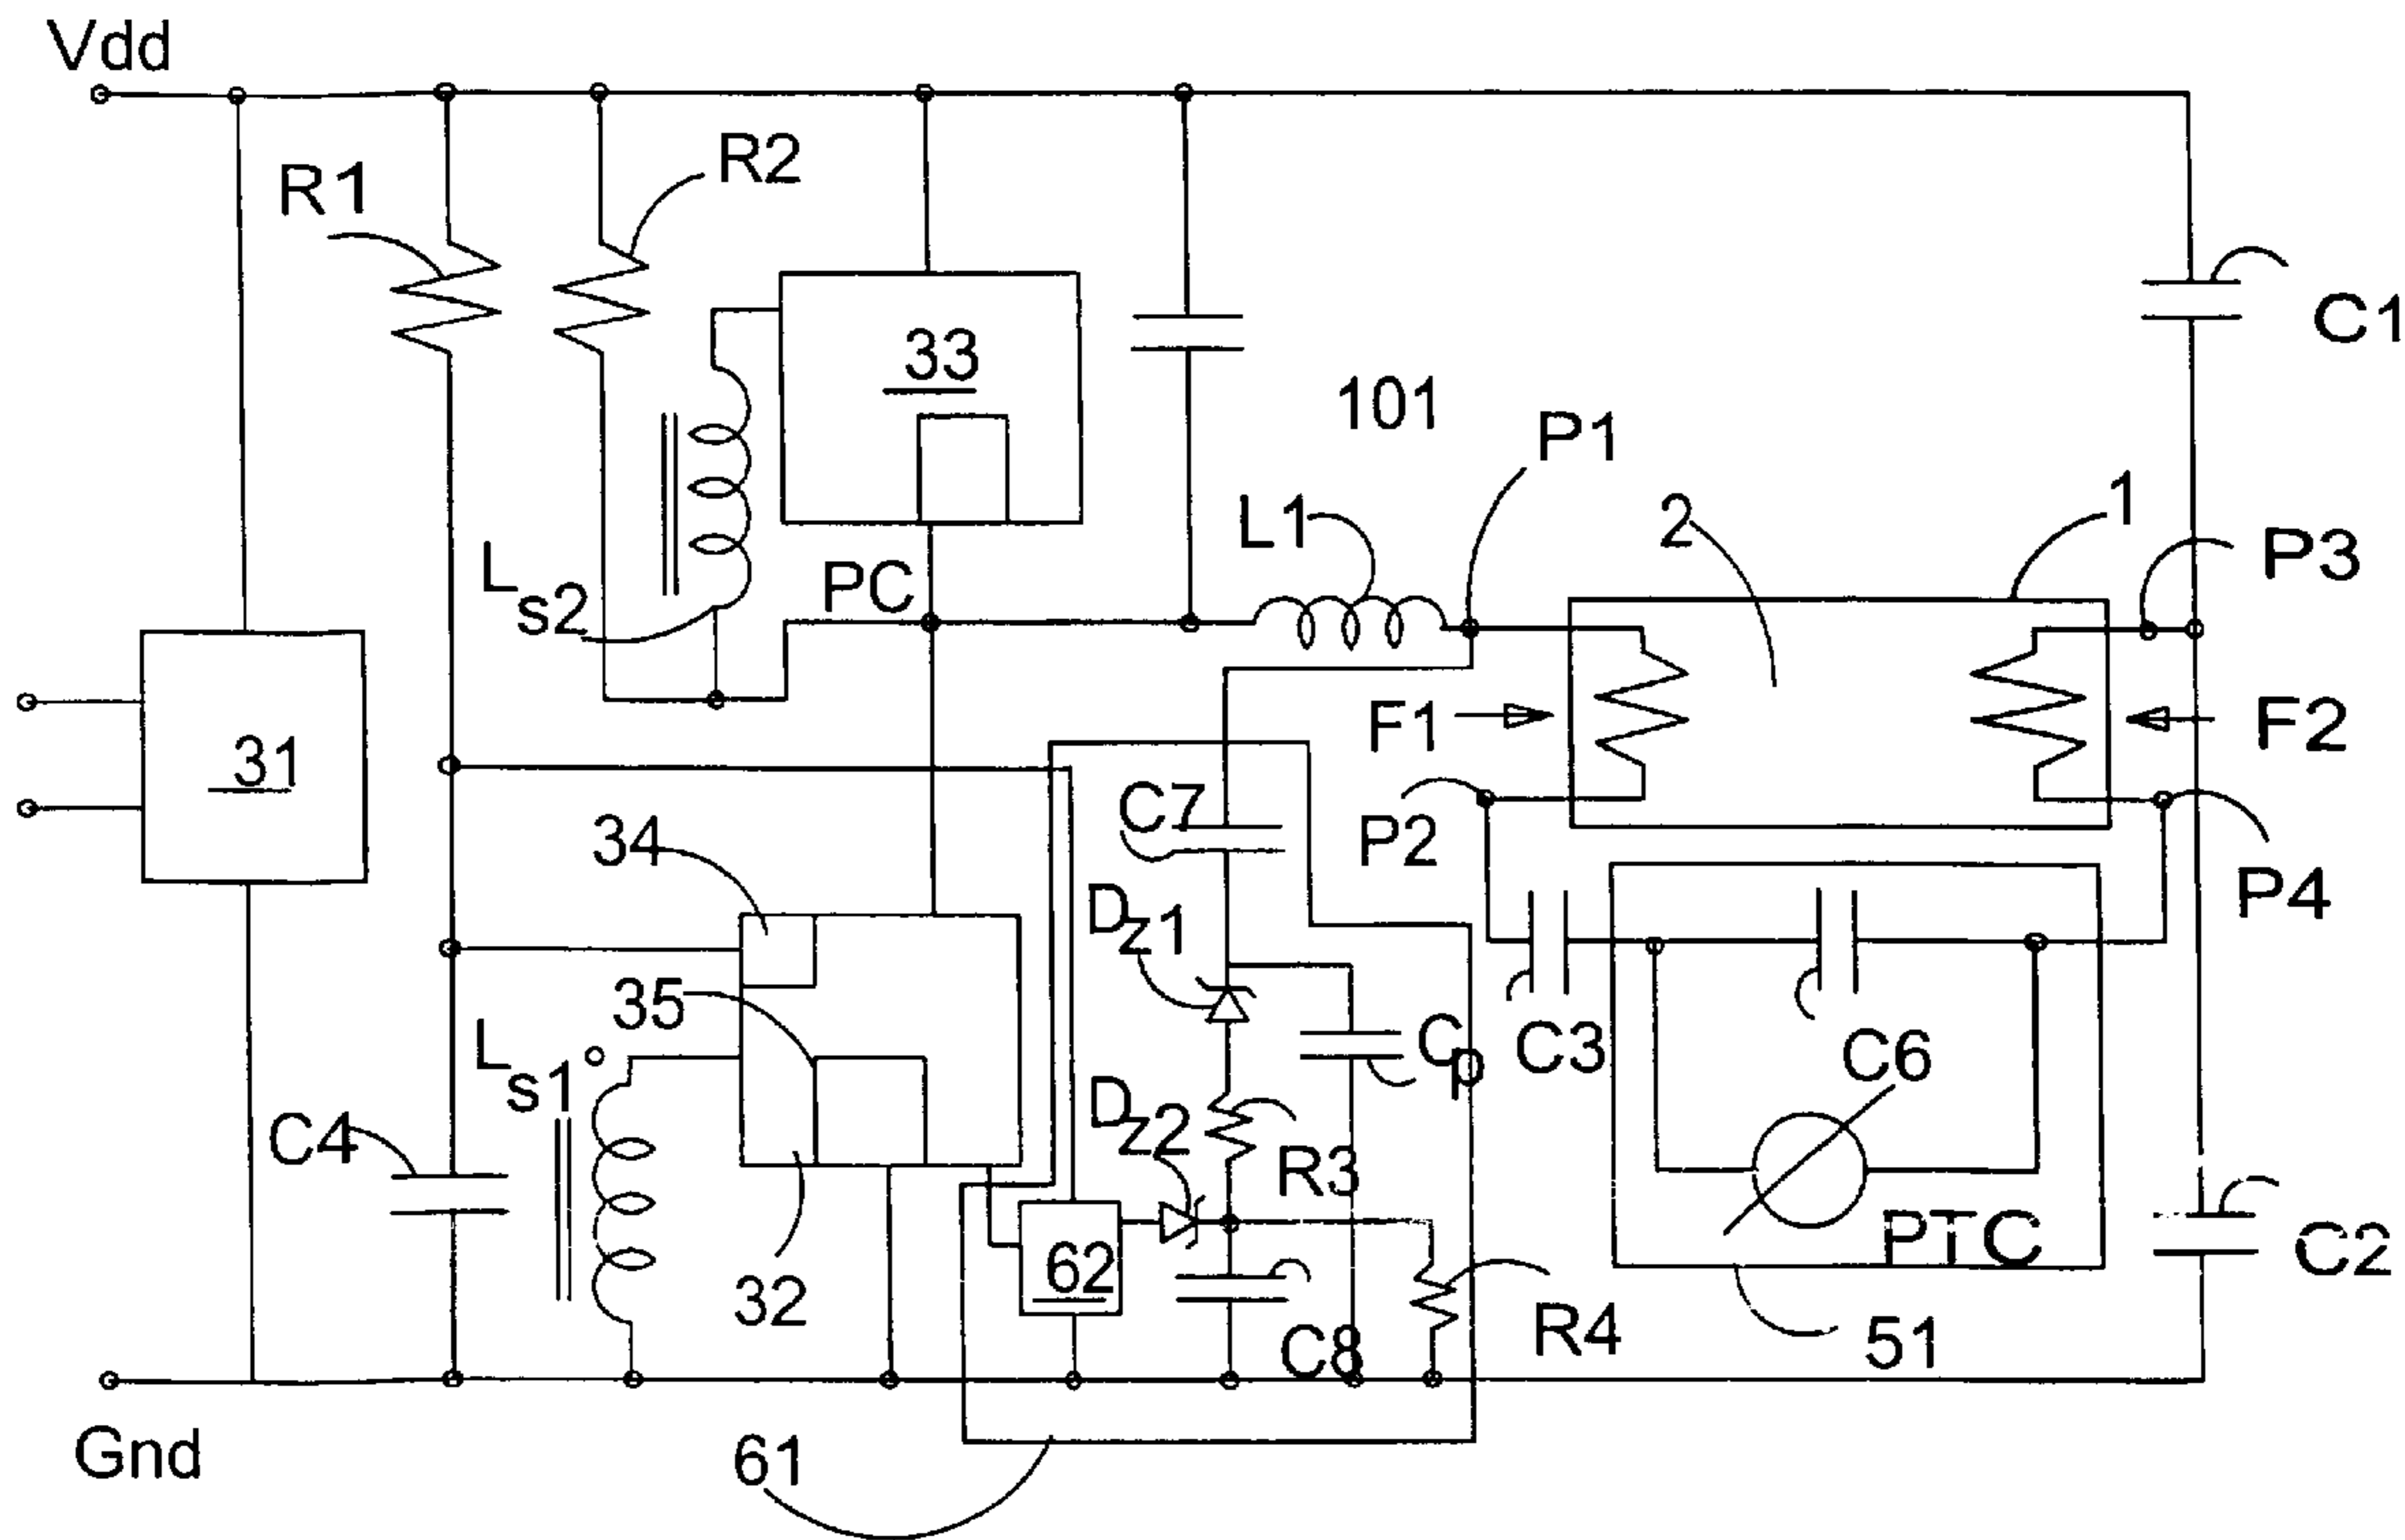 Vdd
R1
R2
33
101
C1
P1
L1
2
1
P3
PC
Ls2
F1
F2
31
C7
P2
P4
34
Dz1
35
Ls1
Cp
C3
C6
C4
Dz2
R3
PTC
C2
62
32
R4
C8
51
Gnd
61